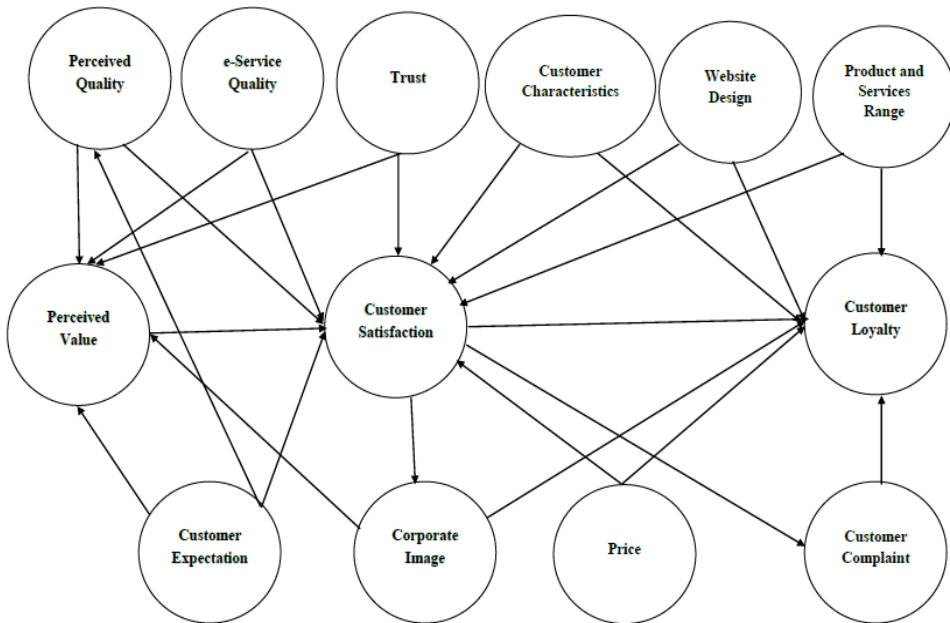 Perceived
Quality
e-Service
Quality
Trust
Customer
Characteristics
Website
Design
Product and
Services
Range
Perceived
Value
Customer
Satisfaction
Customer
Loyalty
Customer
Expectation
Corporate
Image
Price
Customer
Complaint